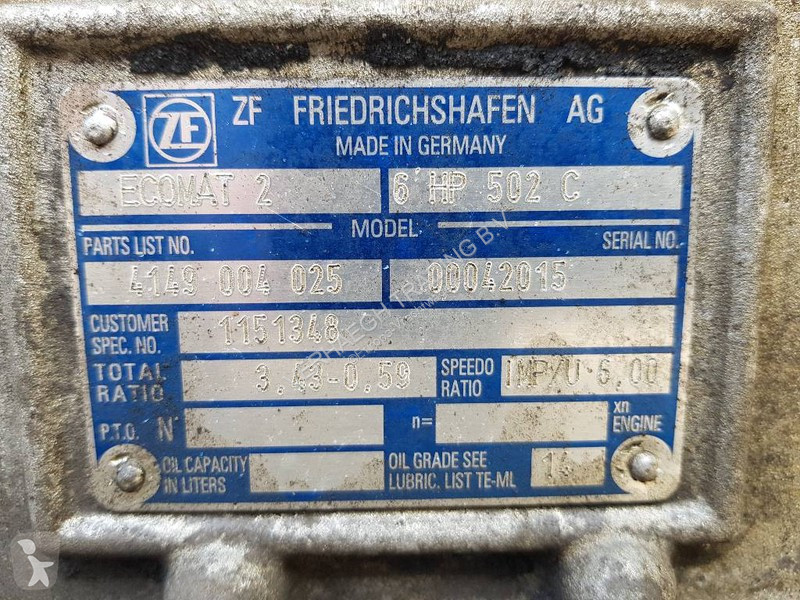 ZF ZF FRIEDRICHSHAFEN AG
MADE IN GERMANY
ECOMAT 2 6 HP 502 C
MODEL
PARTS LIST NO. SERIAL NO.
4149 004 025 00042015
CUSTOMER SPEC. NO. 1151348
TOTAL RATIO 3,43-0,59 SPEEDO RATIO IMP/U 6,00
P.T.O. N n= xn ENGINE
OIL CAPACITY IN LITERS OIL GRADE SEE LUBRIC. LIST TE-ML 14
TRADING B.V.